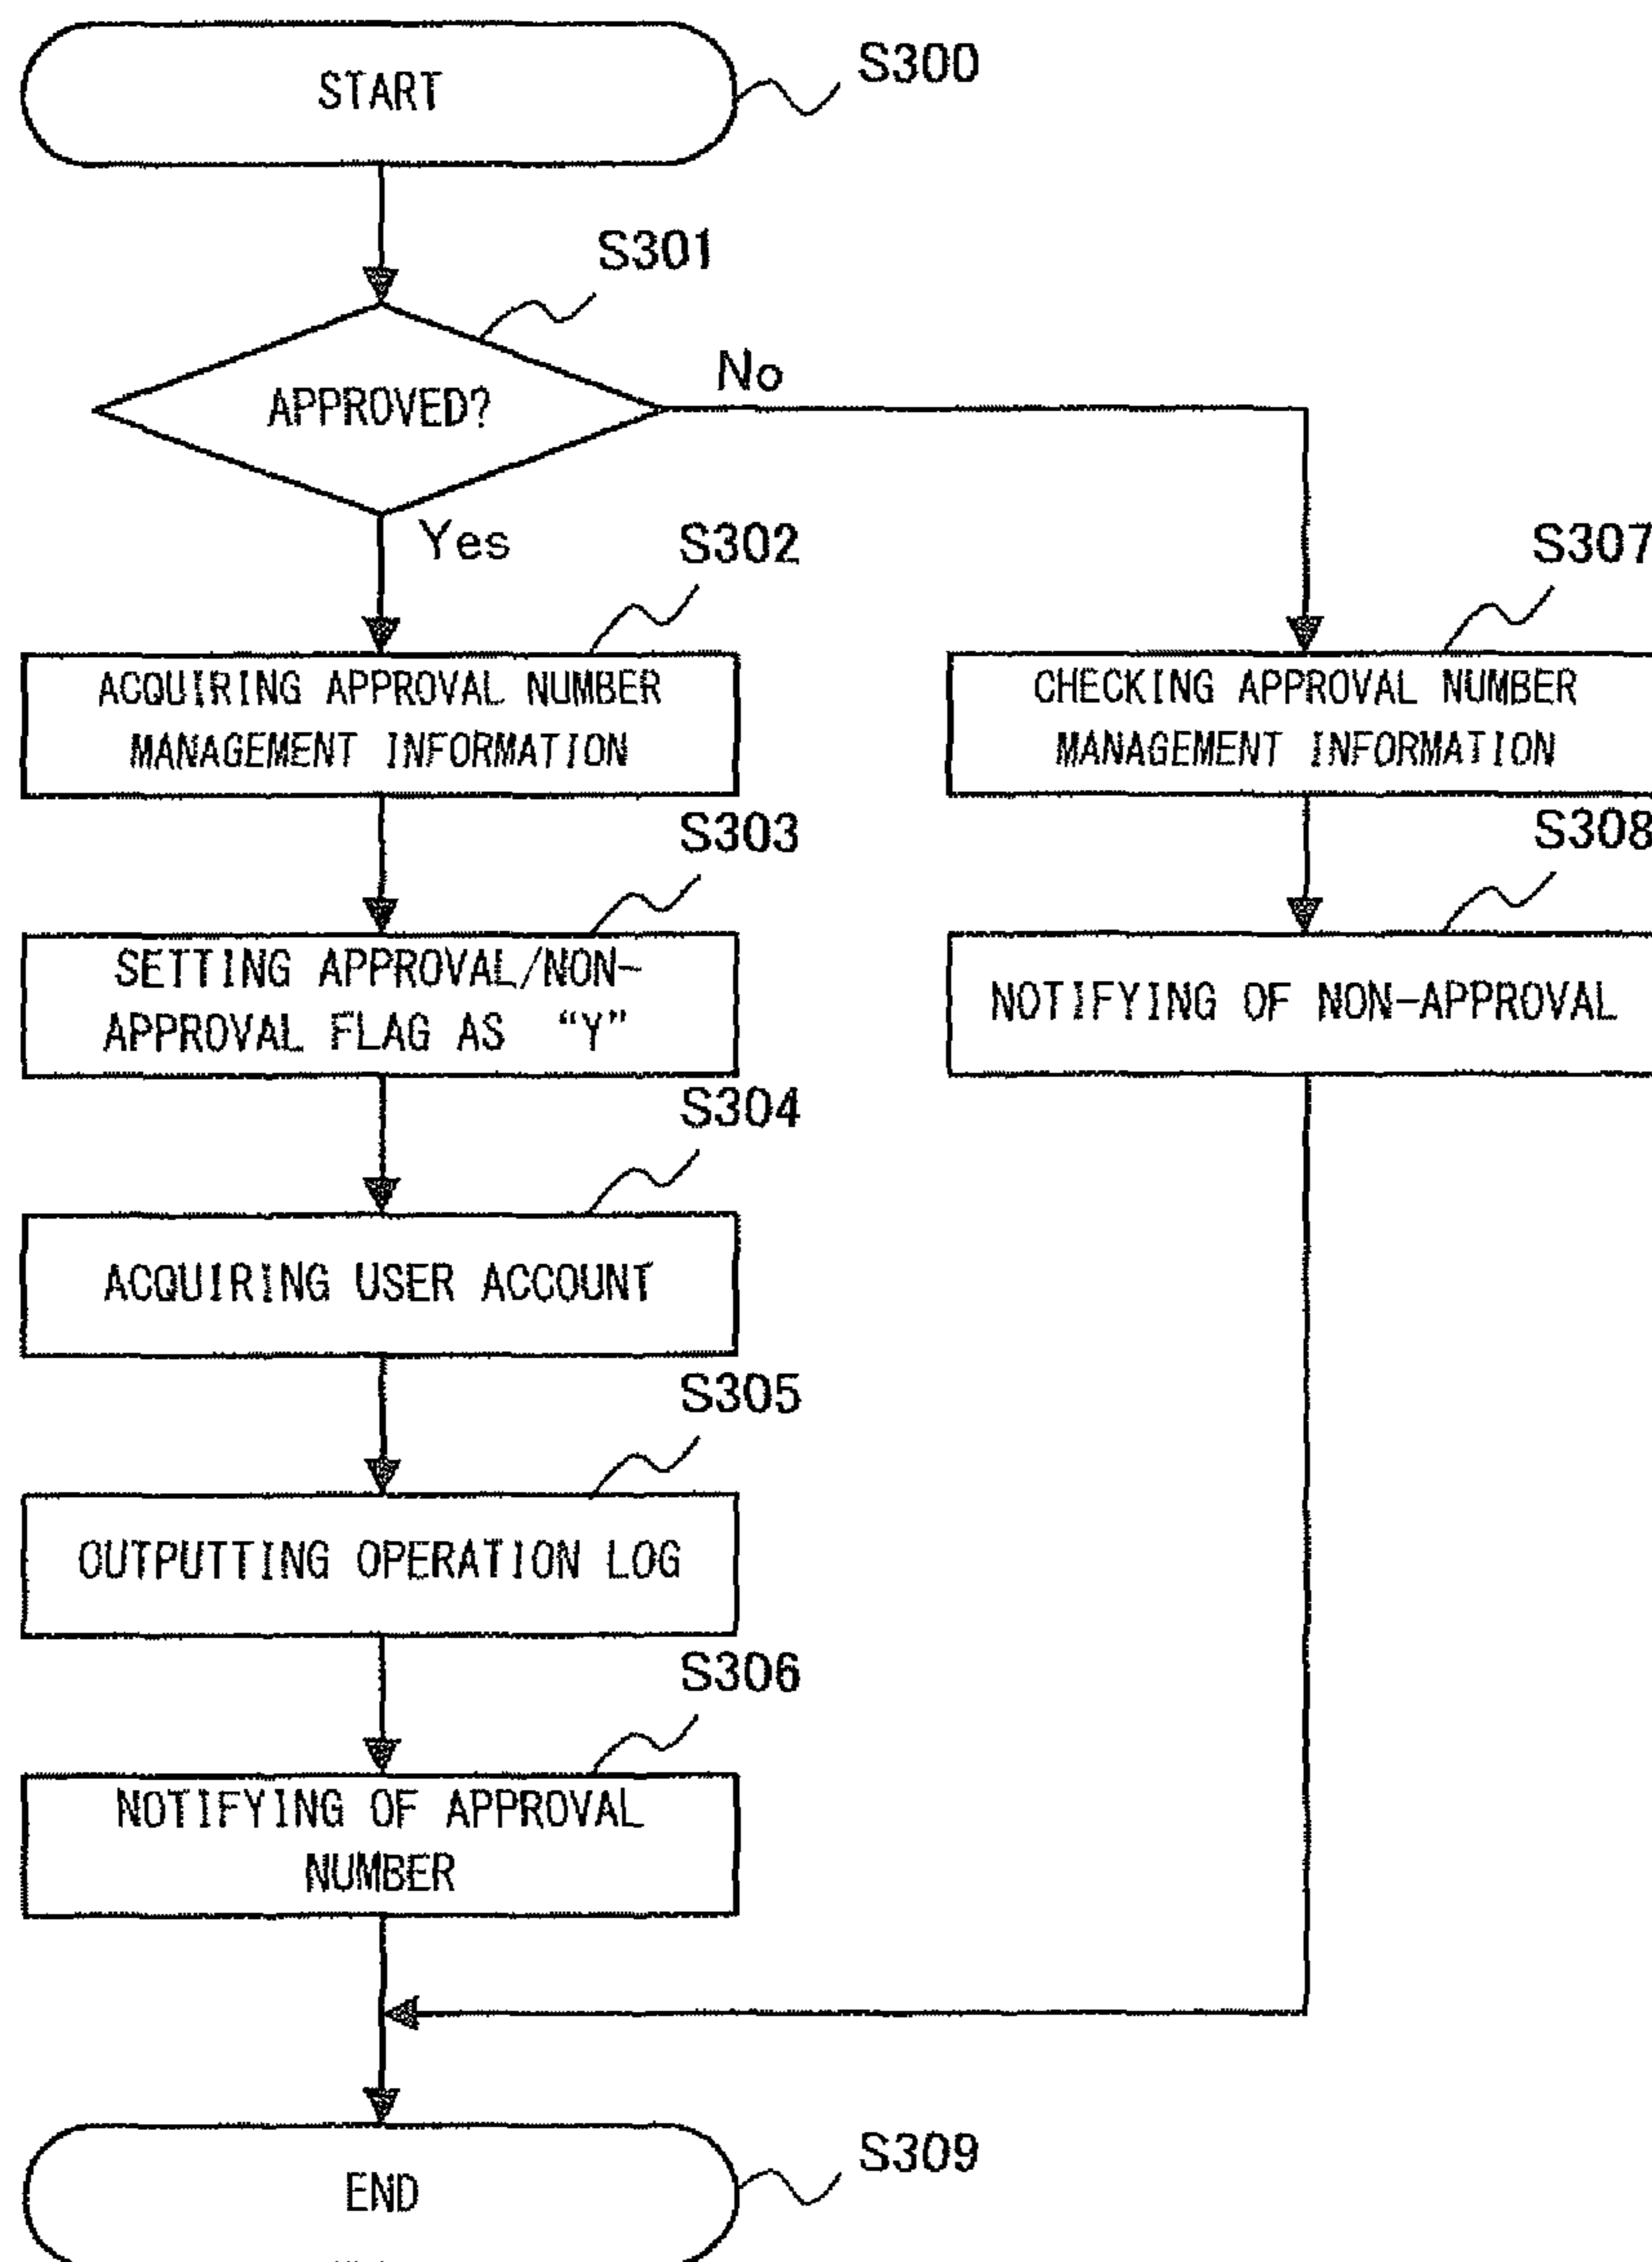 START
S300
S301
APPROVED?
No
Yes
S302
ACQUIRING APPROVAL NUMBER
MANAGEMENT INFORMATION
S303
SETTING APPROVAL/NON-
APPROVAL FLAG AS “Y”
S304
ACQUIRING USER ACCOUNT
S305
OUTPUTTING OPERATION LOG
S306
NOTIFYING OF APPROVAL
NUMBER
S307
CHECKING APPROVAL NUMBER
MANAGEMENT INFORMATION
S308
NOTIFYING OF NON-APPROVAL
END
S309